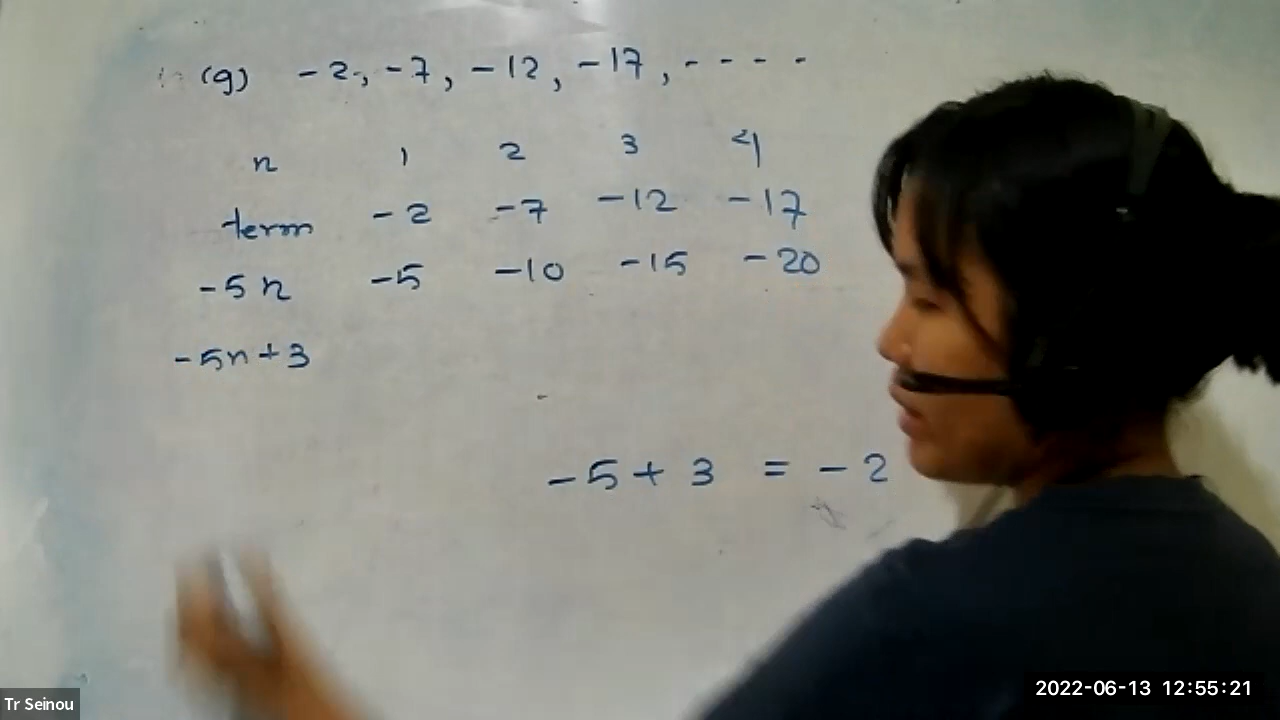 (g) -2, -7, -12, -17, - - - -
n 1 2 3 4
term -2 -7 -12 -17
-5n -5 -10 -15 -20
-5n+3
-5+3 = -2
Tr Seinou
2022-06-13 12:55:21